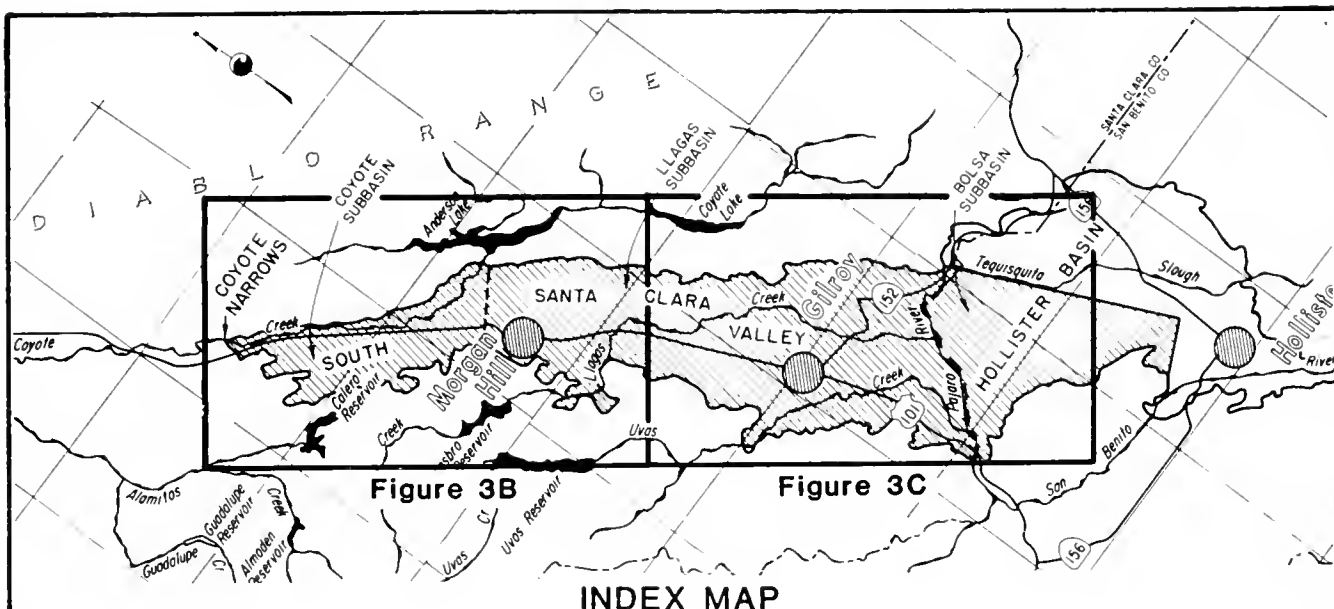 DIABLO RANGE
COYOTE
NARROWS
COYOTE
SUBBASIN
Anderson
Lake
LLAGAS
SUBBASIN
Coyote
Lake
BOLSA
SUBBASIN
SANTA CLARA CO
SAN BENITO CO
156
Tequisquita
Slough
HOLLISTER
BASIN
Hollister
River
Coyote
Creek
SOUTH
SANTA
CLARA
VALLEY
Creek
Gilroy
152
River
Pajaro
Morgan
Hill
Llagas
Creek
101
Calero
Reservoir
Creek
Reservoir
Uvas
San
Benito
Figure 3B
Figure 3C
Alamitos
Guadalupe
Reservoir
Creek
Guadalupe
Cr
Almaden
Reservoir
Uvas
Cr
Uvas Reservoir
156
INDEX MAP